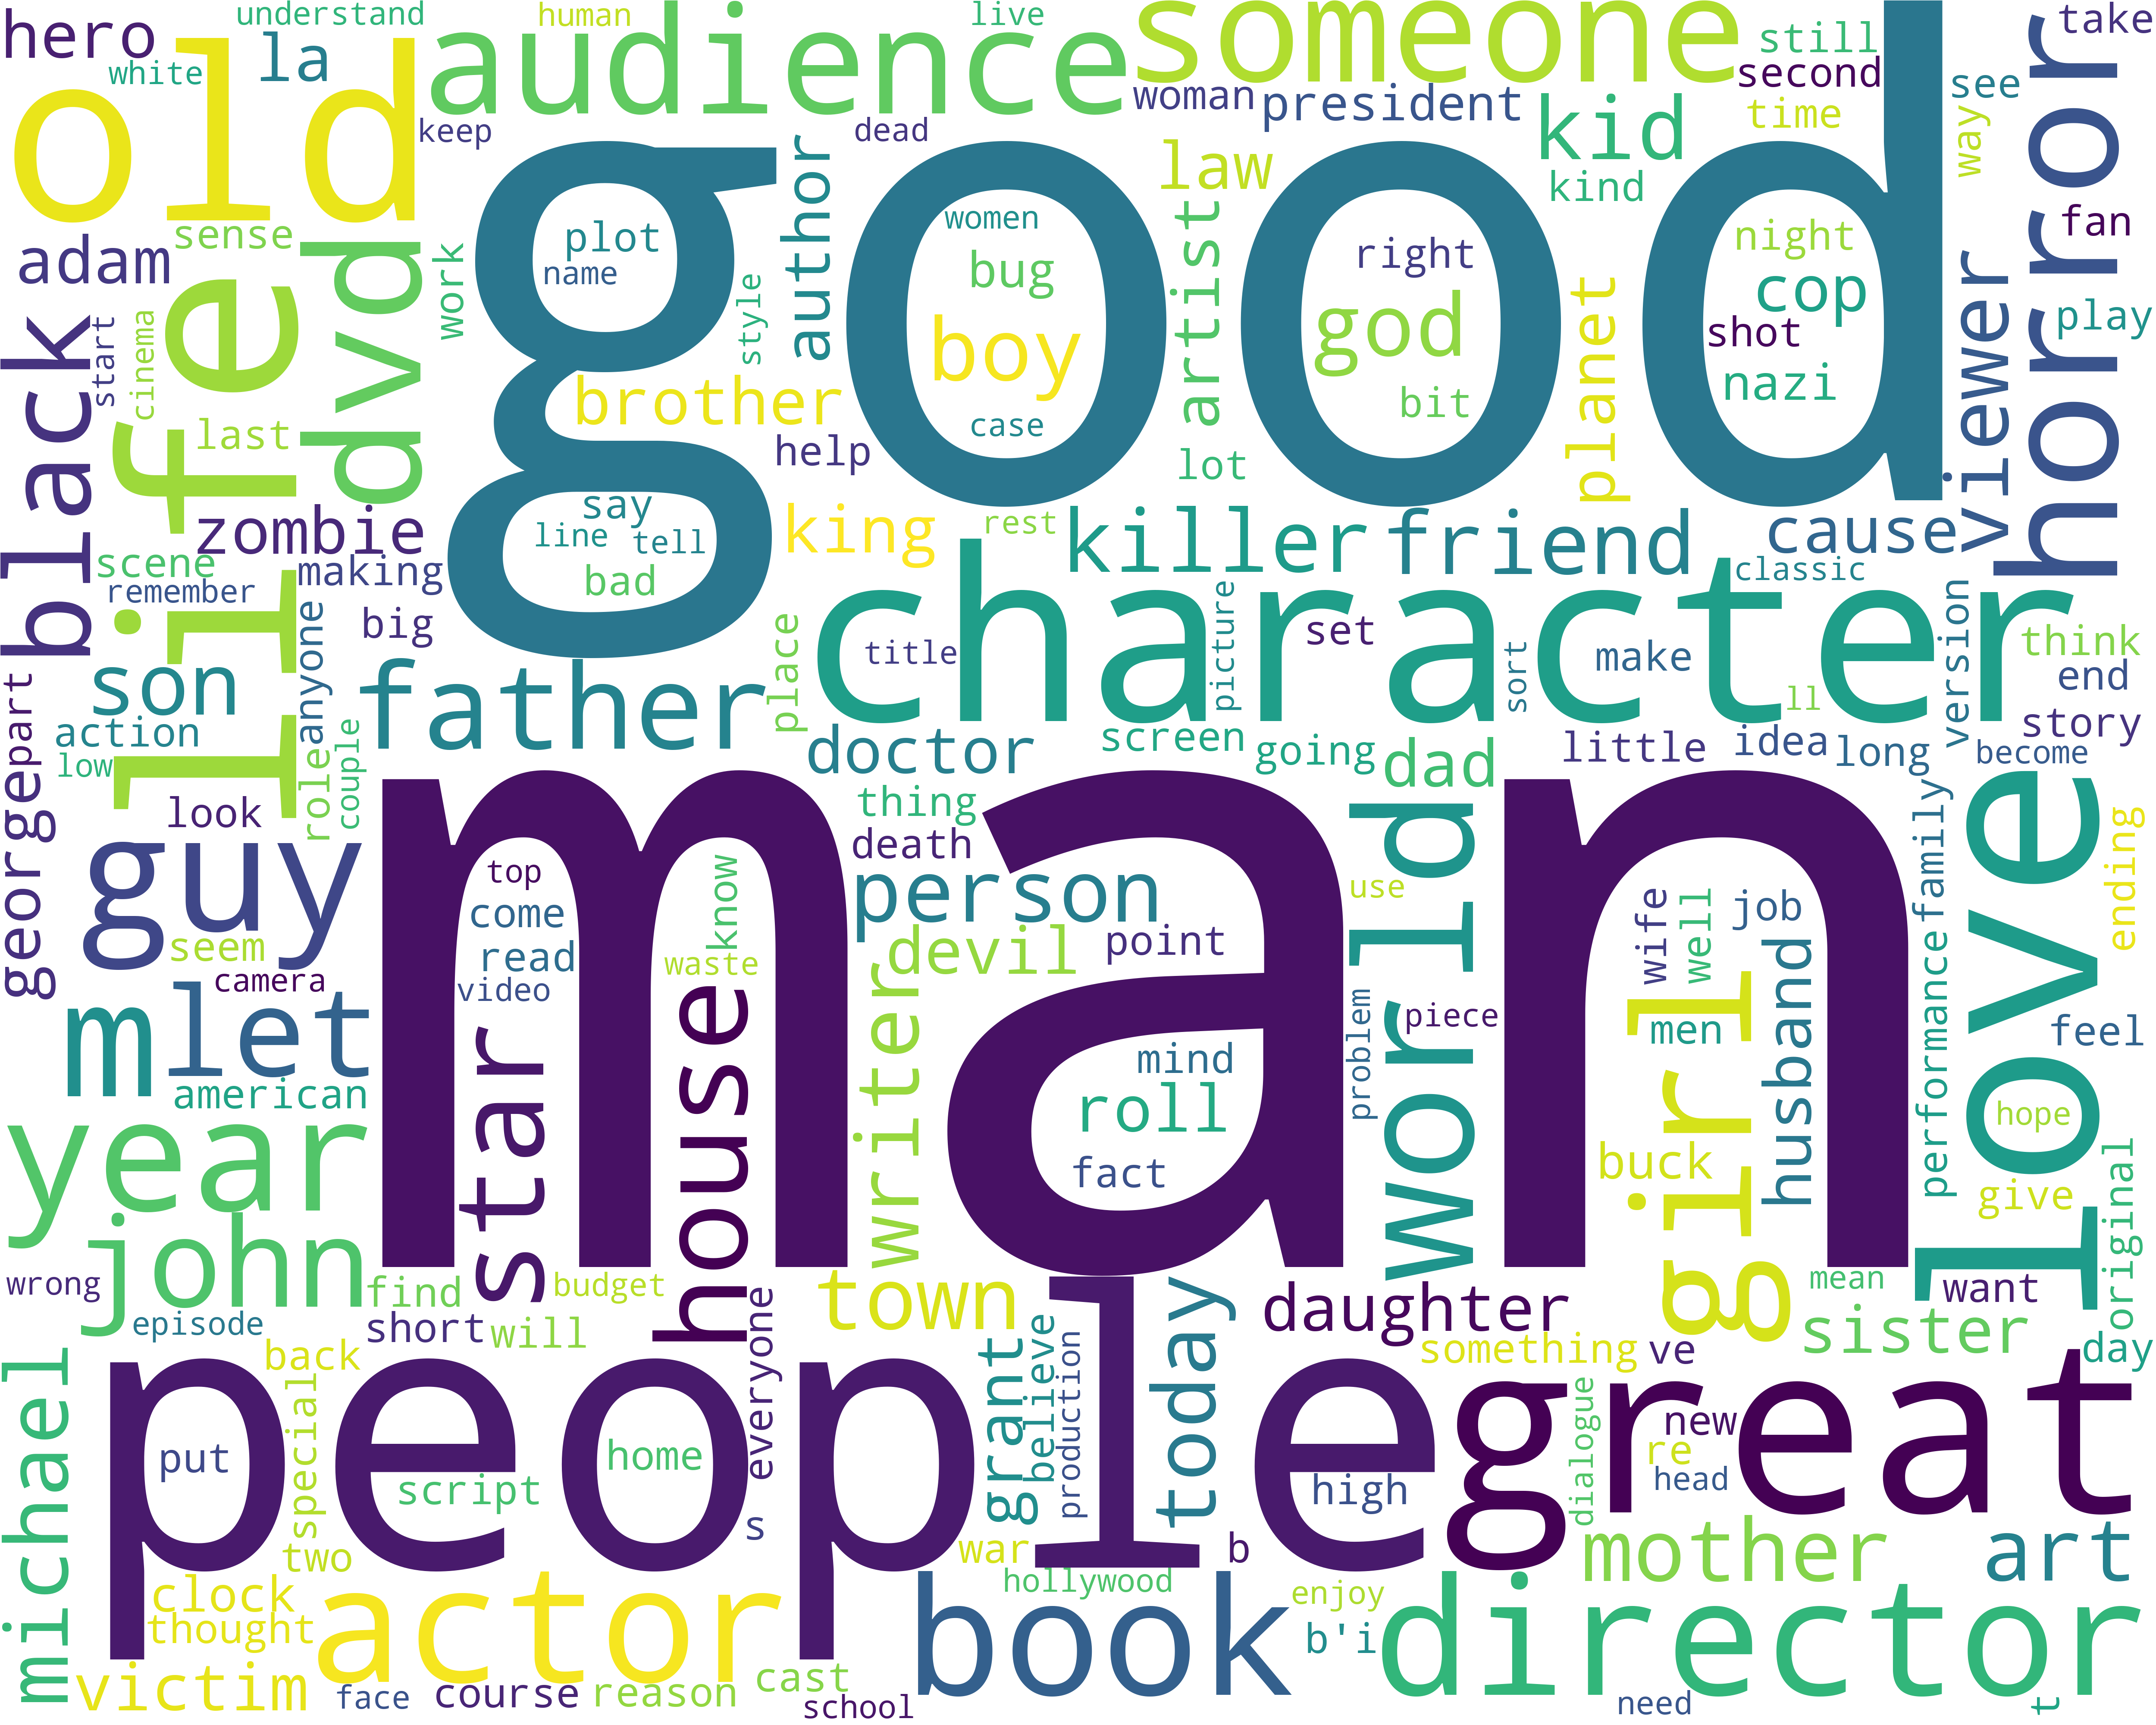 hero
understand
human
live
someone
take
white
la
audience
still
second
see
old
keep
woman
president
kid
time
way
horror
dead
author
law
kind
good
fan
sense
adam
dvd
work
plot
name
women
bug
boy
case
artist
right
god
bit
planet
night
cop
shot
nazi
viewer
play
black
start
cinema
life
last
style
brother
help
lot
zombie
say
line
tell
bad
king
rest
killer
friend
cause
scene
remember
making
anyone
big
classic
character
picture
title
set
sort
make
ll
version
think
end
story
become
son
father
place
part
action
low
role
couple
doctor
screen
going
dad
little
idea
long
george
look
guy
thing
death
man
world
use
love
family
performance
ending
top
come
read
video
know
waste
person
point
devil
wife
well
job
seem
camera
star
house
writer
problem
piece
girl
men
husband
feel
m
let
american
mind
roll
fact
buck
hope
give
original
year
john
wrong
episode
find
short
will
budget
everyone
town
today
daughter
something
ve
mean
want
sister
day
michael
back
special
two
people
put
script
home
s
grant
believe
production
high
great
dialogue
new
re
head
war
b
hollywood
mother
art
clock
thought
victim
actor
face
course
reason
cast
school
book
enjoy
b'i
director
need
t